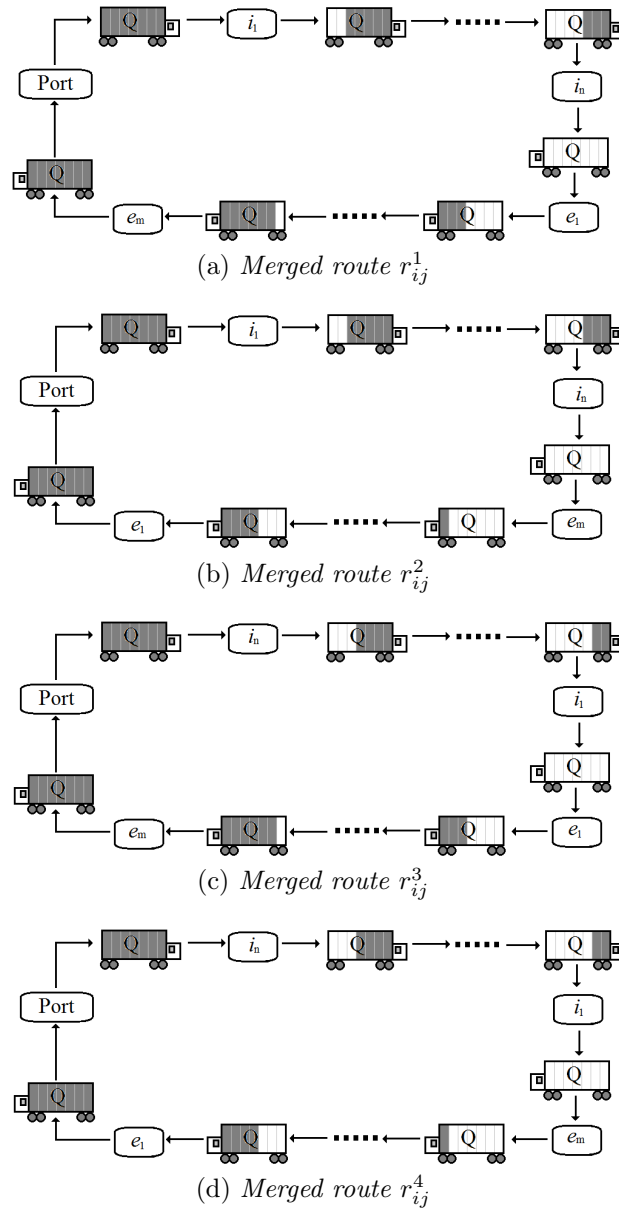 Q i₁ Q Q
Port iₙ
Q Q
eₘ Q Q e₁
(a) Merged route r¹ᵢⱼ
Q i₁ Q Q
Port iₙ
Q Q
e₁ Q Q eₘ
(b) Merged route r²ᵢⱼ
Q iₙ Q Q
Port i₁
Q Q
eₘ Q Q e₁
(c) Merged route r³ᵢⱼ
Q iₙ Q Q
Port i₁
Q Q
e₁ Q Q eₘ
(d) Merged route r⁴ᵢⱼ